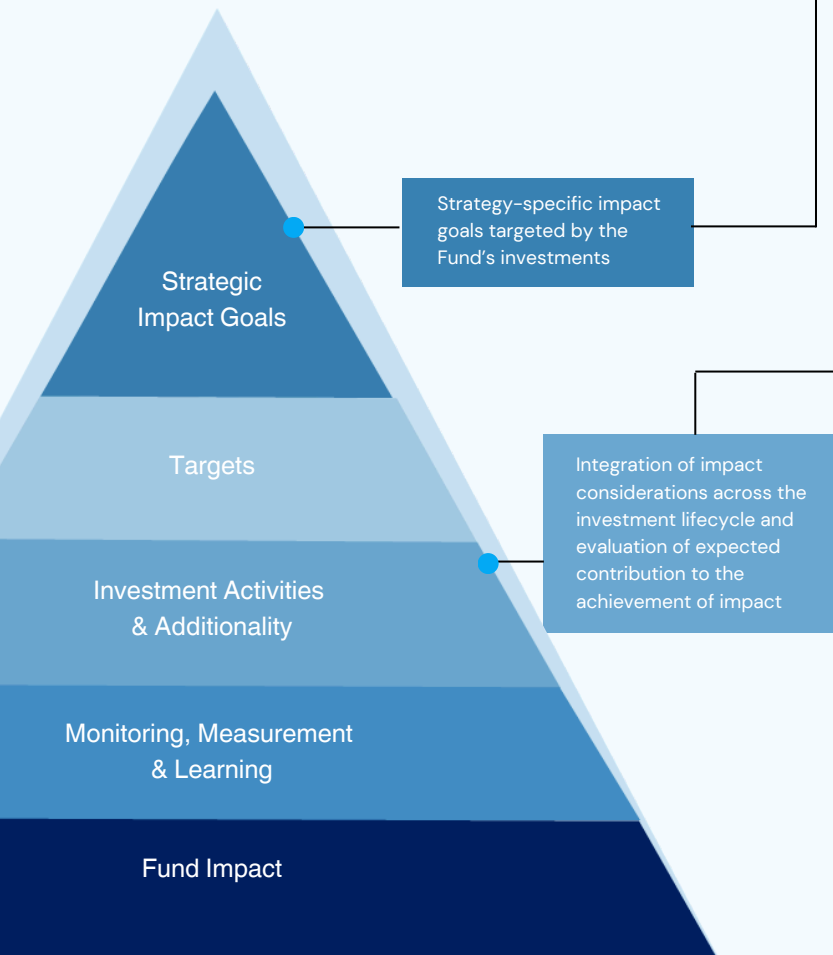 Strategy-specific impact
goals targeted by the
Fund's investments
Strategic
Impact Goals
Targets
Integration of impact
considerations across the
investment lifecycle and
evaluation of expected
contribution to the
achievement of impact
Investment Activities
& Additionality
Monitoring, Measurement
& Learning
Fund Impact